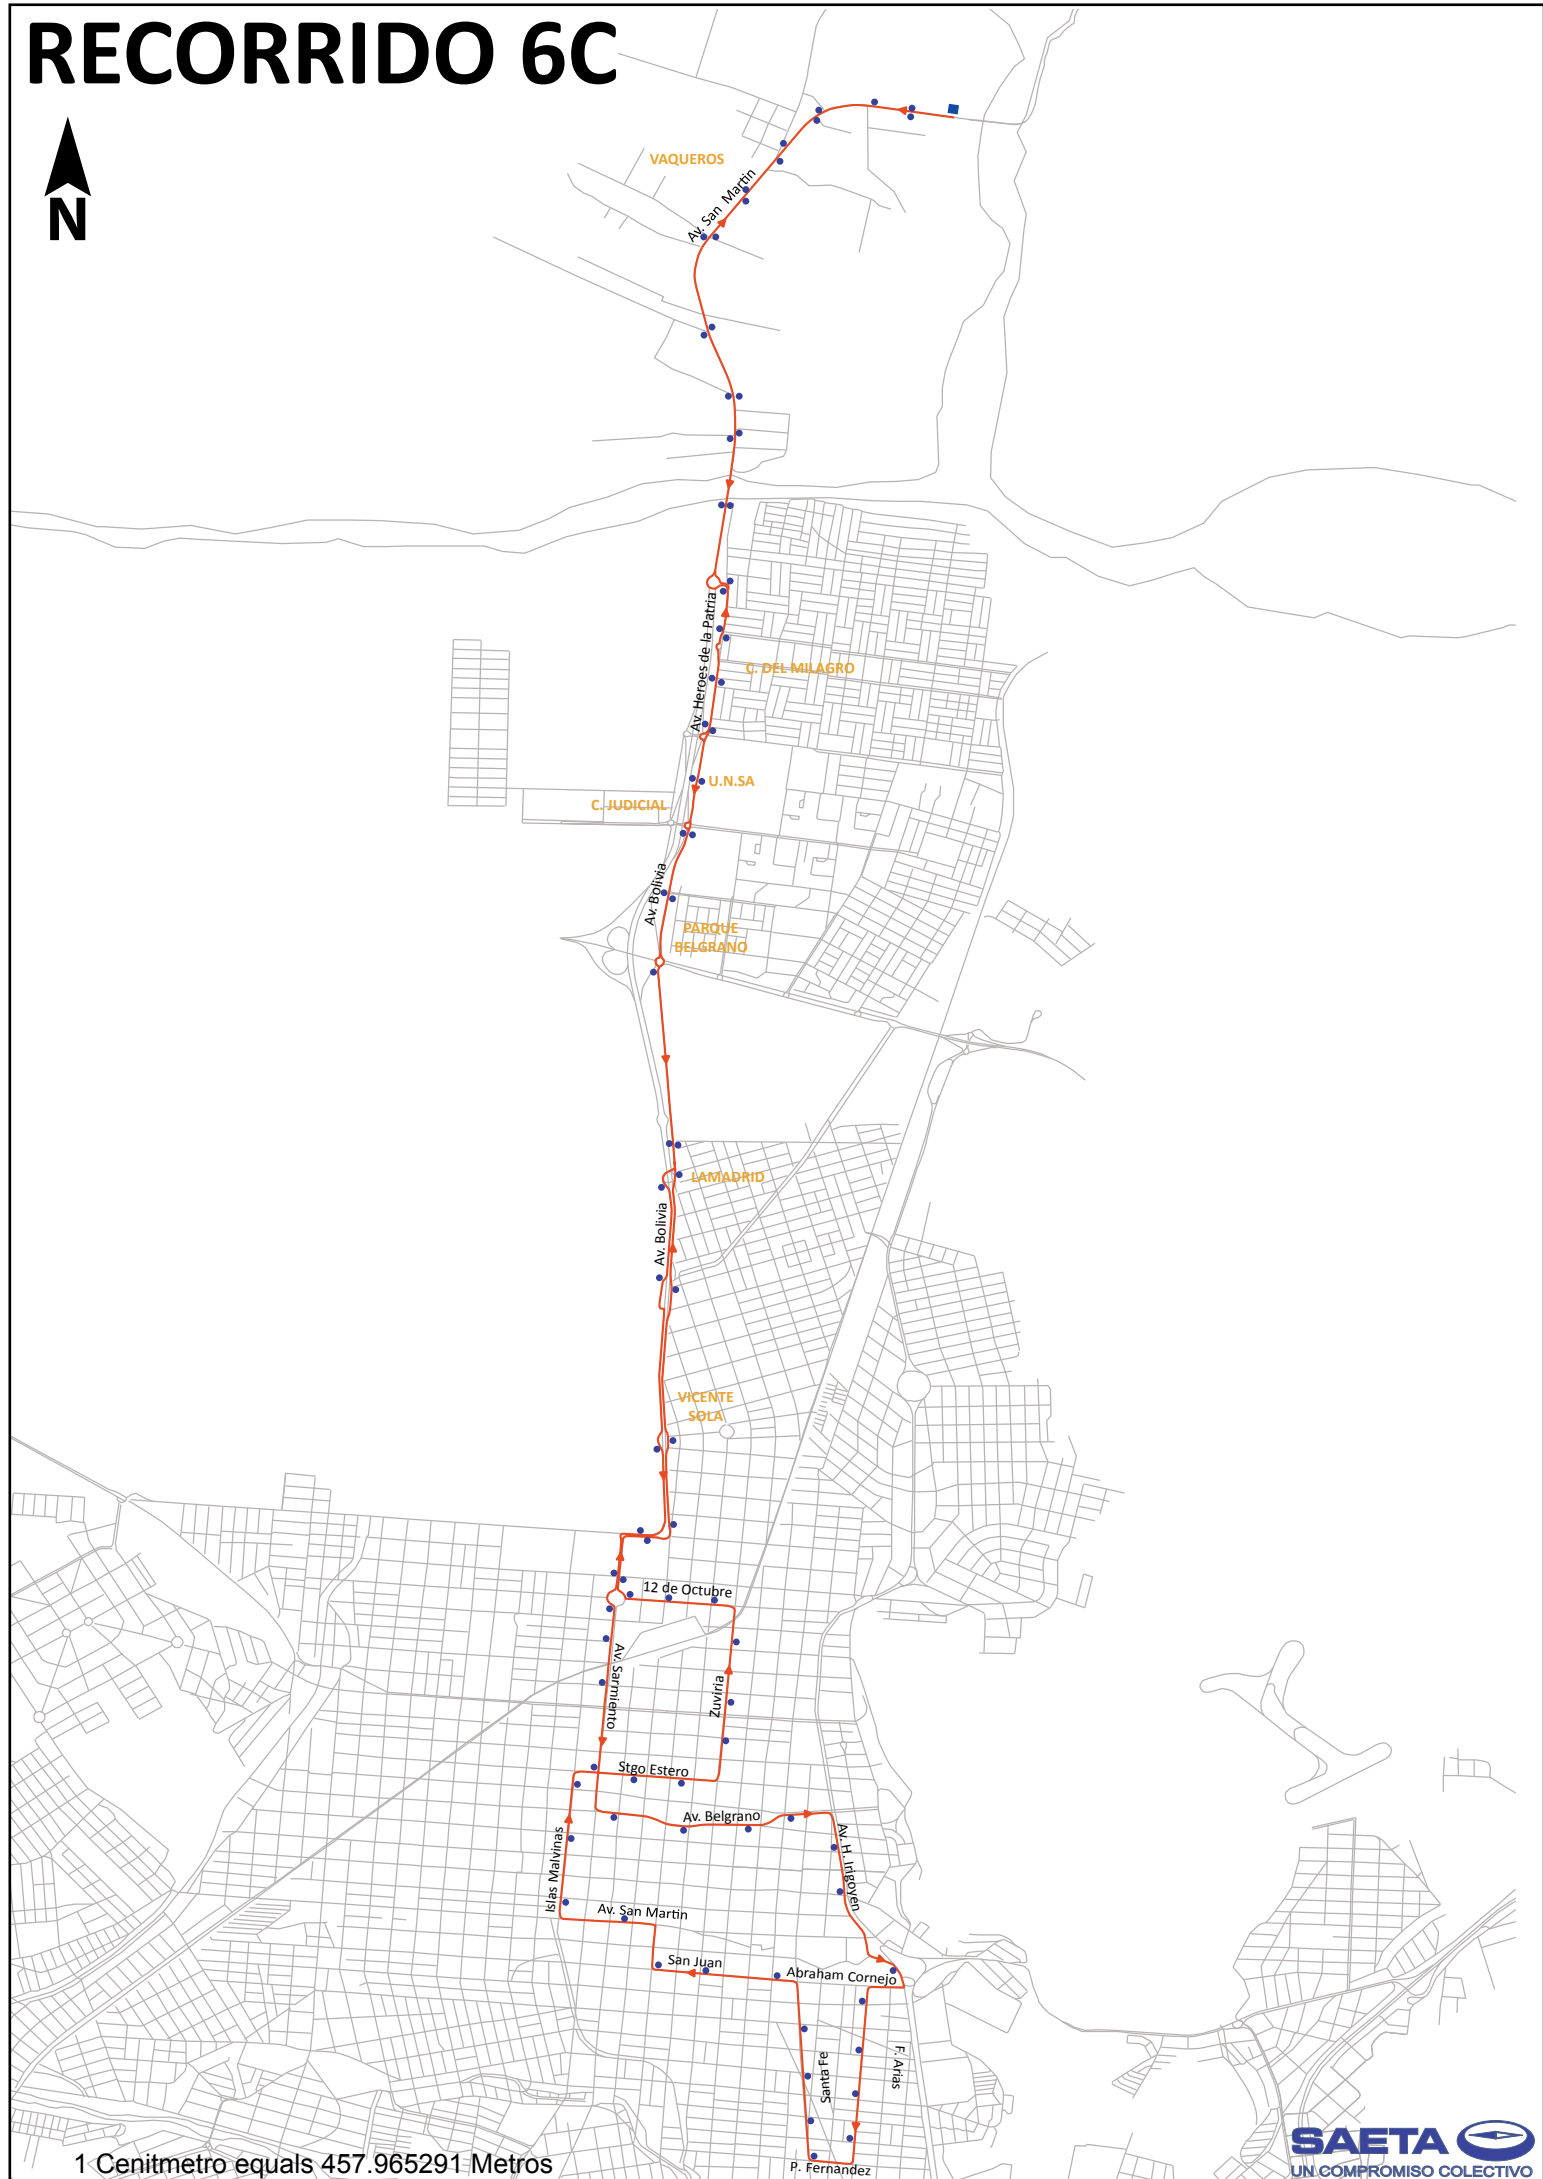 RECORRIDO 6C
N
VAQUEROS
Av. San Martin
Av. Heroes de la Patria
C. DEL MILAGRO
U.N.SA
C. JUDICIAL
Av. Bolivia
PARQUE
BELGRANO
LAMADRID
Av. Bolivia
VICENTE
SOLA
12 de Octubre
Av. Sarmiento
Zuviria
Stgo Estero
Av. Belgrano
Av. H. Irigoyen
Islas Malvinas
Av. San Martin
San Juan
Abraham Cornejo
Santa Fe
F. Arias
P. Fernandez
1 Cenitmetro equals 457.965291 Metros
SAETA
UN COMPROMISO COLECTIVO